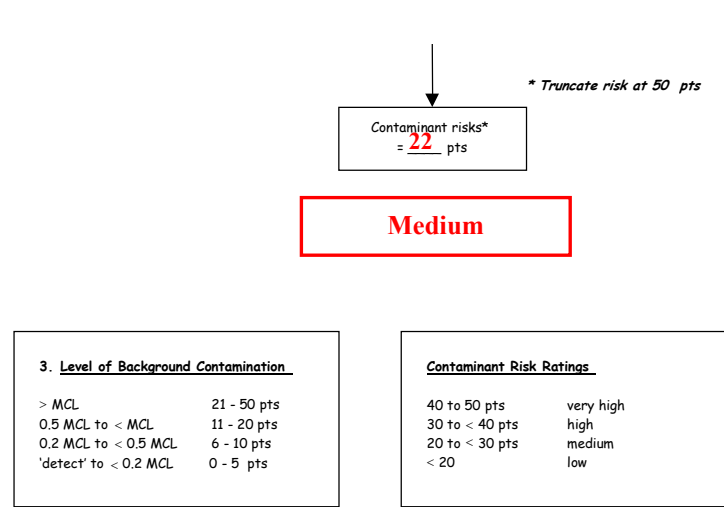 * Truncate risk at 50 pts
Contaminant risks*
= 22 pts
Medium
3. Level of Background Contamination
> MCL 21 - 50 pts
0.5 MCL to < MCL 11 - 20 pts
0.2 MCL to < 0.5 MCL 6 - 10 pts
‘detect’ to < 0.2 MCL 0 - 5 pts
Contaminant Risk Ratings
40 to 50 pts very high
30 to < 40 pts high
20 to < 30 pts medium
< 20 low